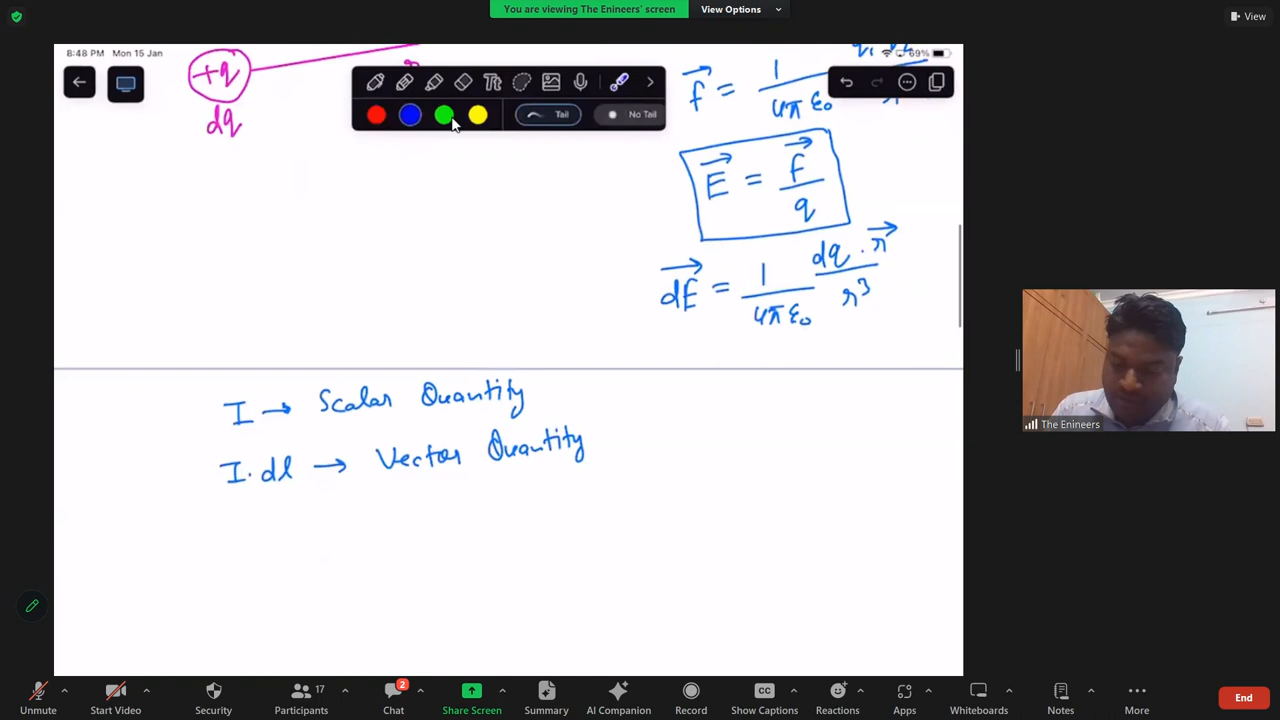 You are viewing The Enineers' screen
View Options
View
8:48 PM Mon 15 Jan
69%
+q
dq
Tail
No Tail
f⃗ = 1/4πε₀
E⃗ = f⃗/q
dE⃗ = 1/4πε₀ dq · r⃗/r³
I → Scalar Quantity
I·dl → Vector Quantity
The Enineers
Unmute
Start Video
Security
Participants
17
Chat
2
Share Screen
Summary
AI Companion
Record
Show Captions
Reactions
Apps
Whiteboards
Notes
More
End